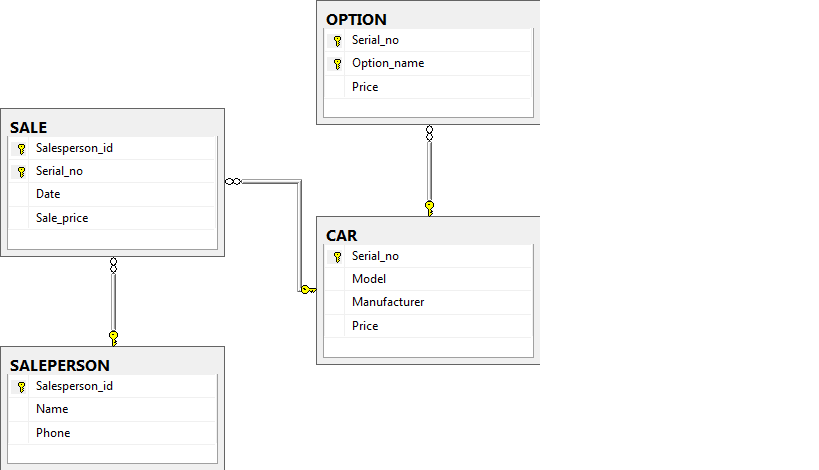 OPTION
Serial_no
Option_name
Price
SALE
Salesperson_id
Serial_no
Date
Sale_price
CAR
Serial_no
Model
Manufacturer
Price
SALEPERSON
Salesperson_id
Name
Phone